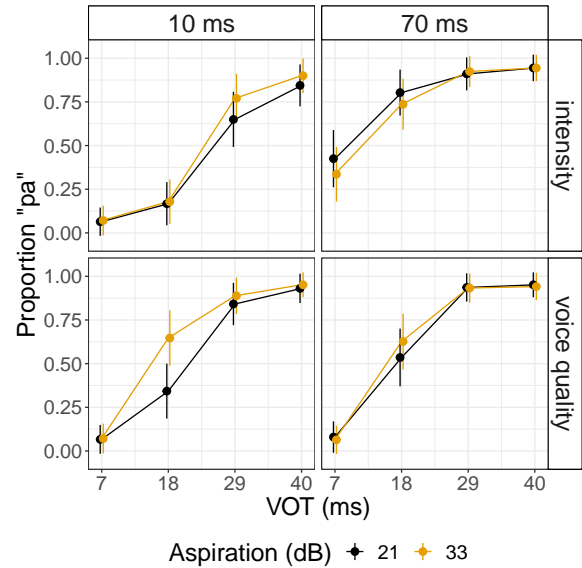 10 ms 70 ms
1.00
0.75
0.50
0.25
0.00
intensity
1.00
0.75
0.50
0.25
0.00
voice quality
Proportion "pa"
7 18 29 40 7 18 29 40
VOT (ms)
Aspiration (dB) 21 33